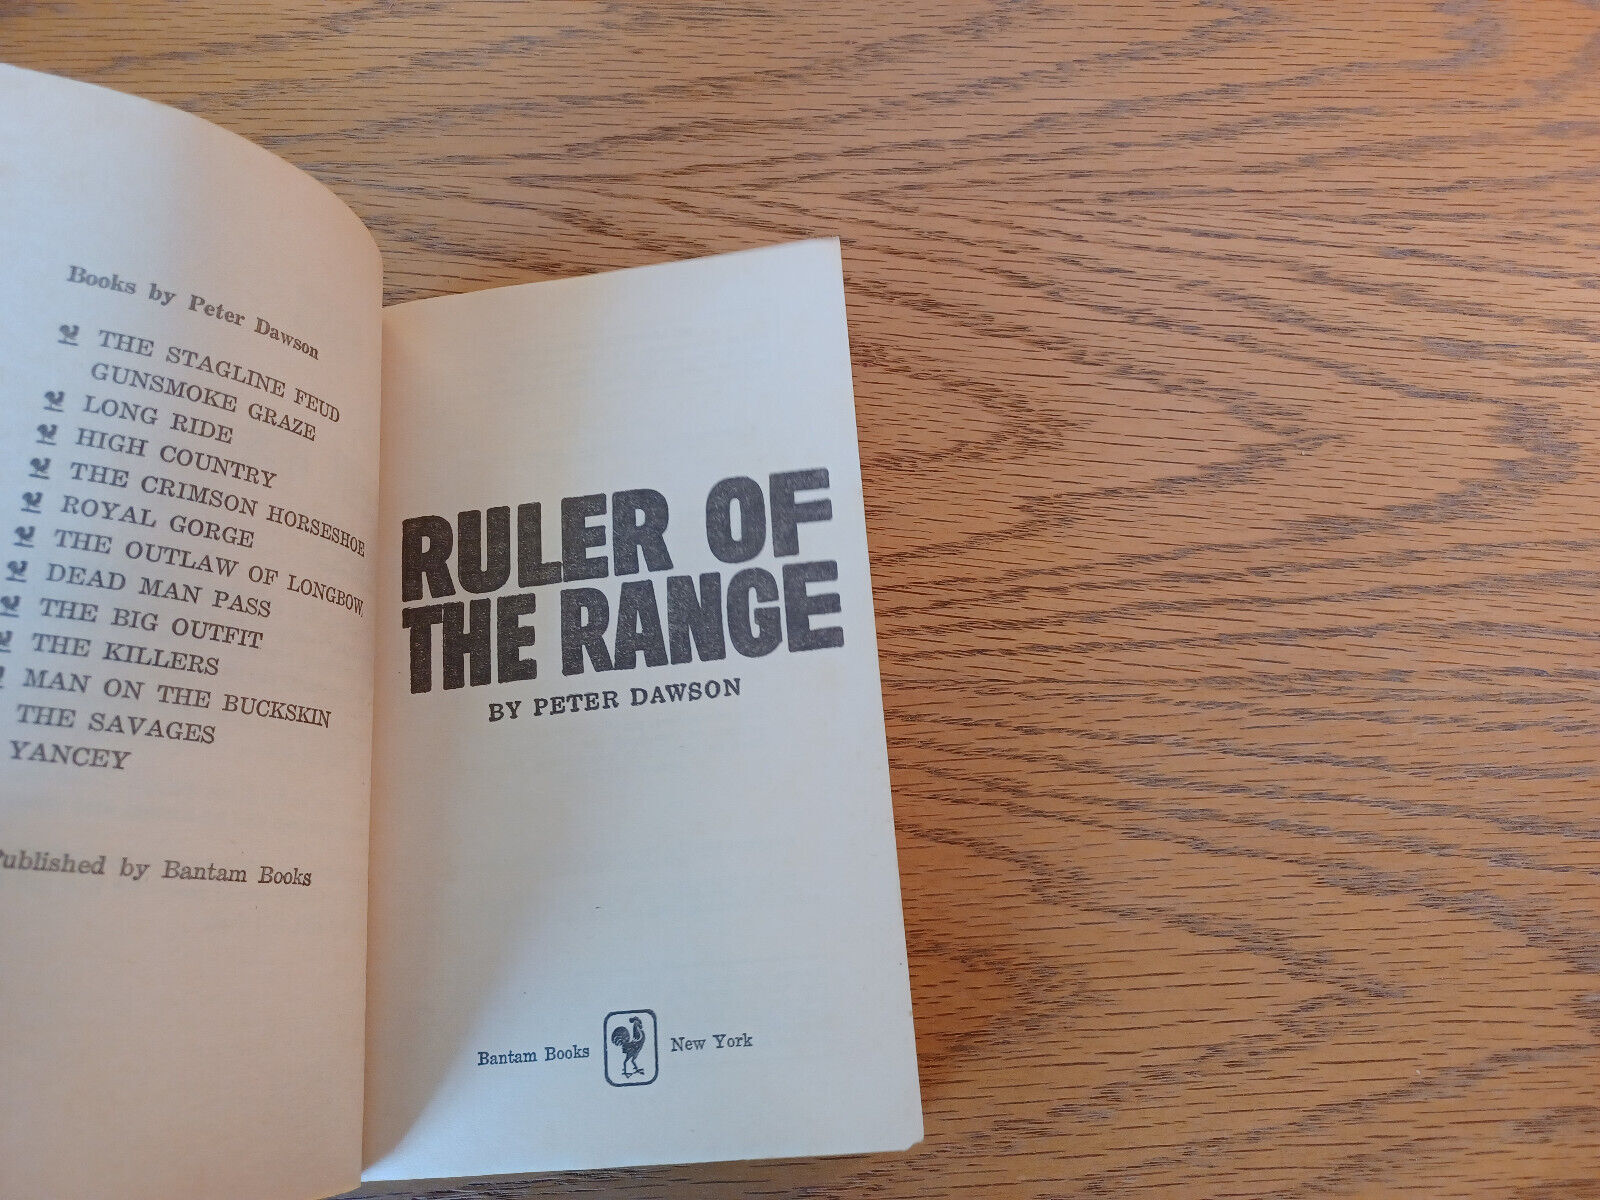 Books by Peter Dawson
THE STAGLINE FEUD
GUNSMOKE GRAZE
LONG RIDE
HIGH COUNTRY
THE CRIMSON HORSESHOE
ROYAL GORGE
THE OUTLAW OF LONGBOW
DEAD MAN PASS
THE BIG OUTFIT
THE KILLERS
MAN ON THE BUCKSKIN
THE SAVAGES
YANCEY
Published by Bantam Books
RULER OF
THE RANGE
BY PETER DAWSON
Bantam Books New York